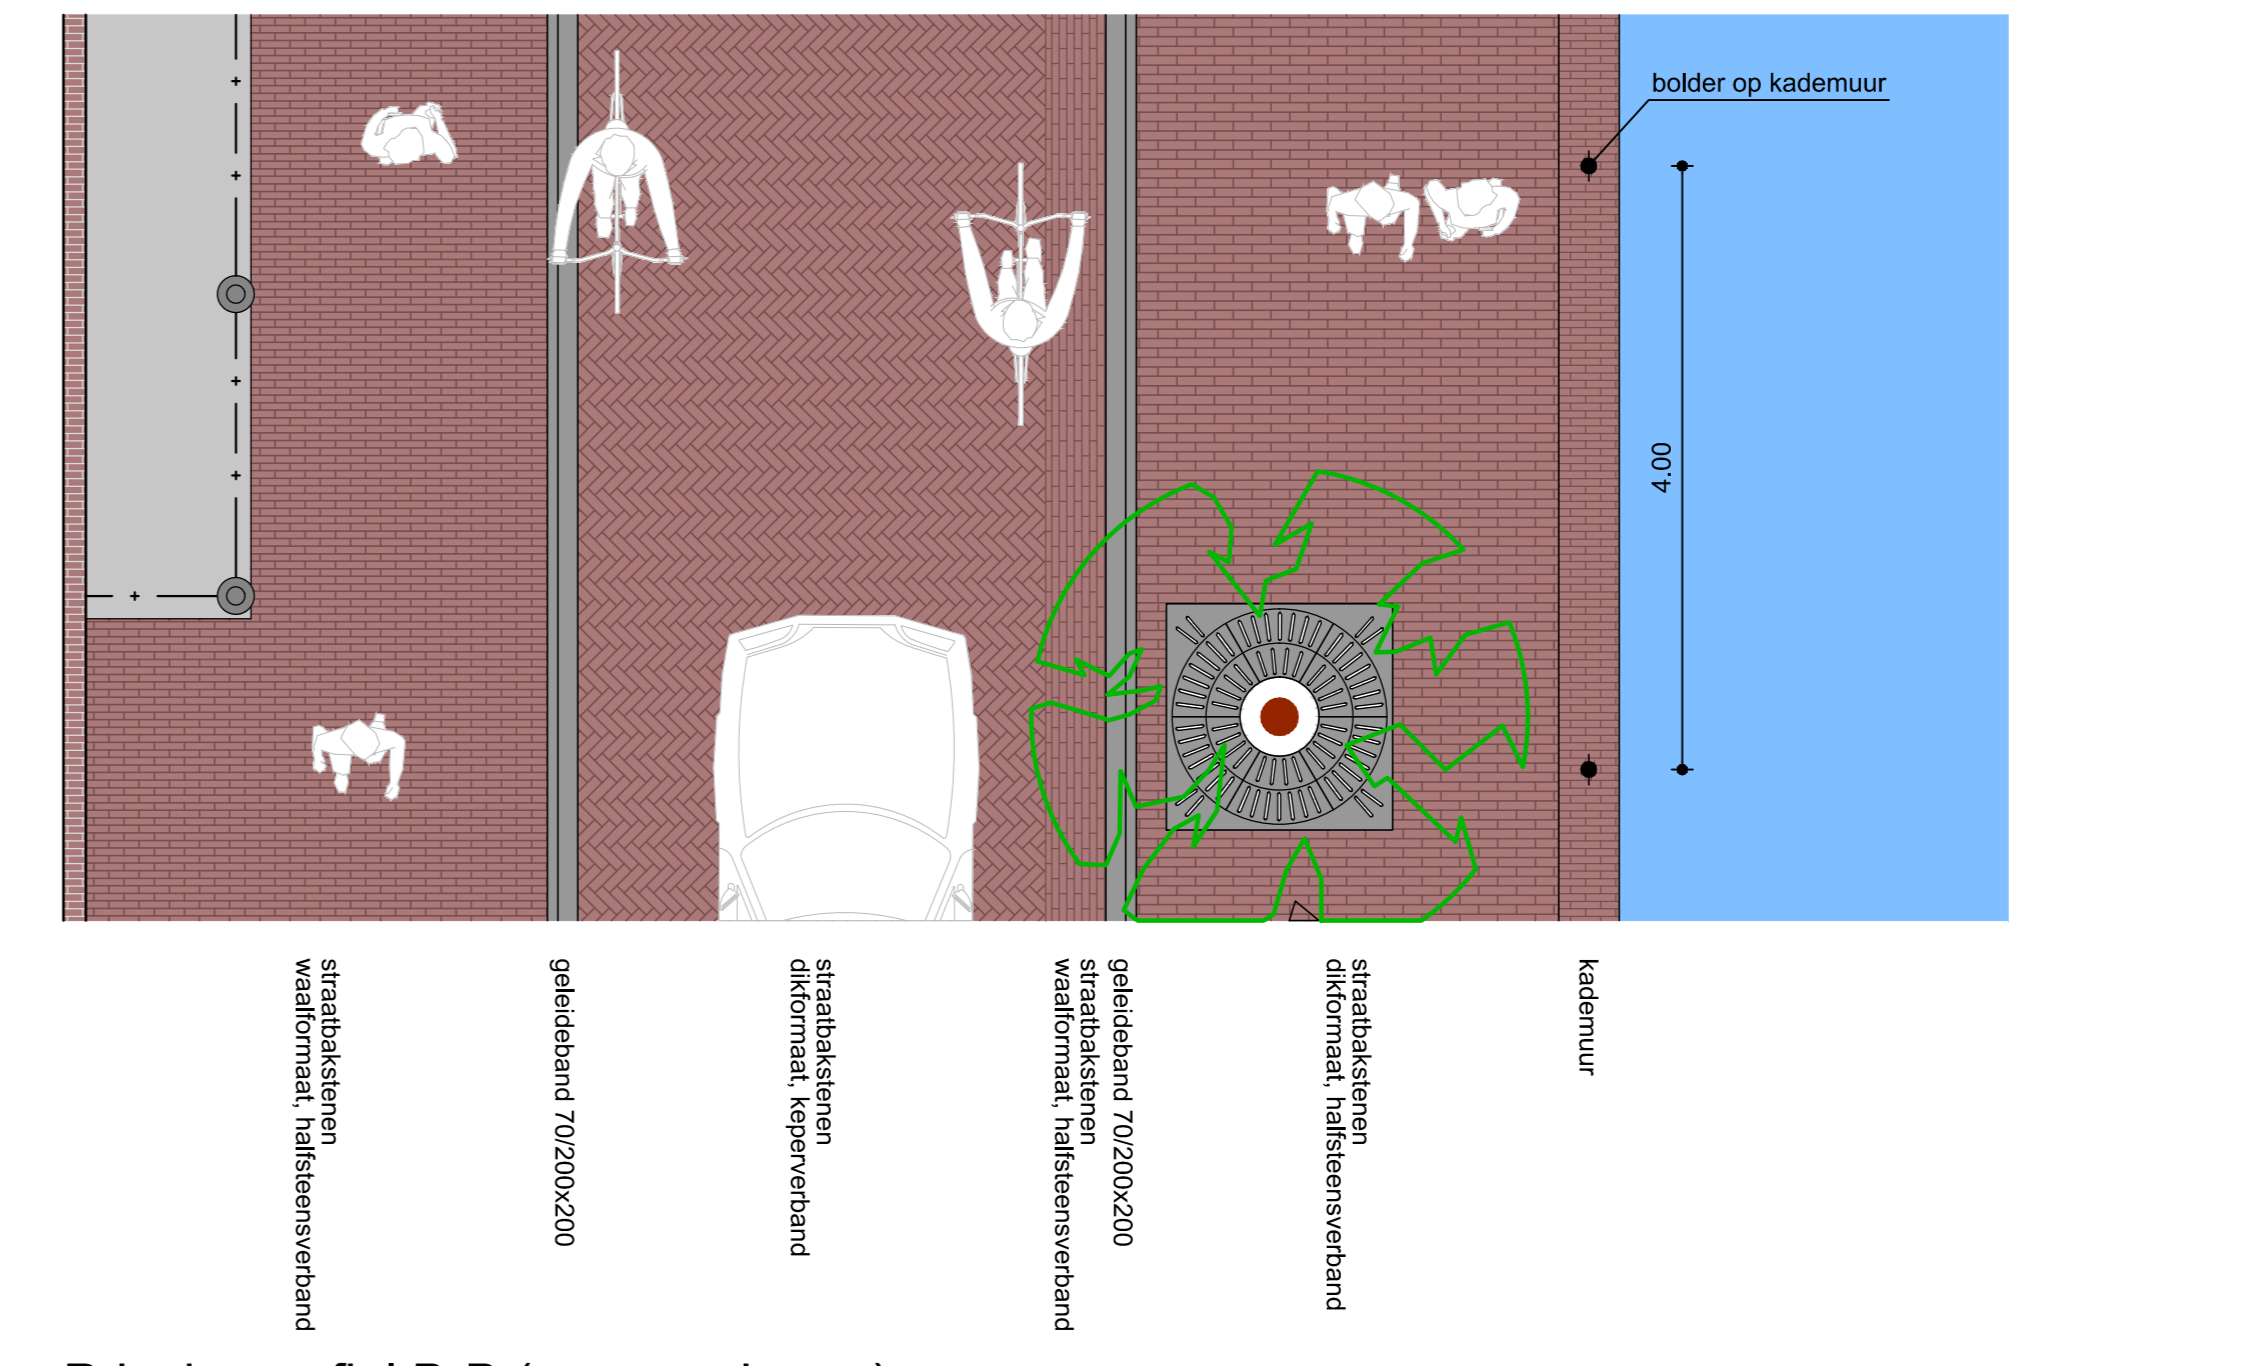 bolder op kademuur
4.00
straatbakstenen
waalformaat, halfsteensverband
geleideband 70/200x200
straatbakstenen
dikformaat, keperverband
geleideband 70/200x200
straatbakstenen
waalformaat, halfsteensverband
straatbakstenen
dikformaat, halfsteensverband
kademuur